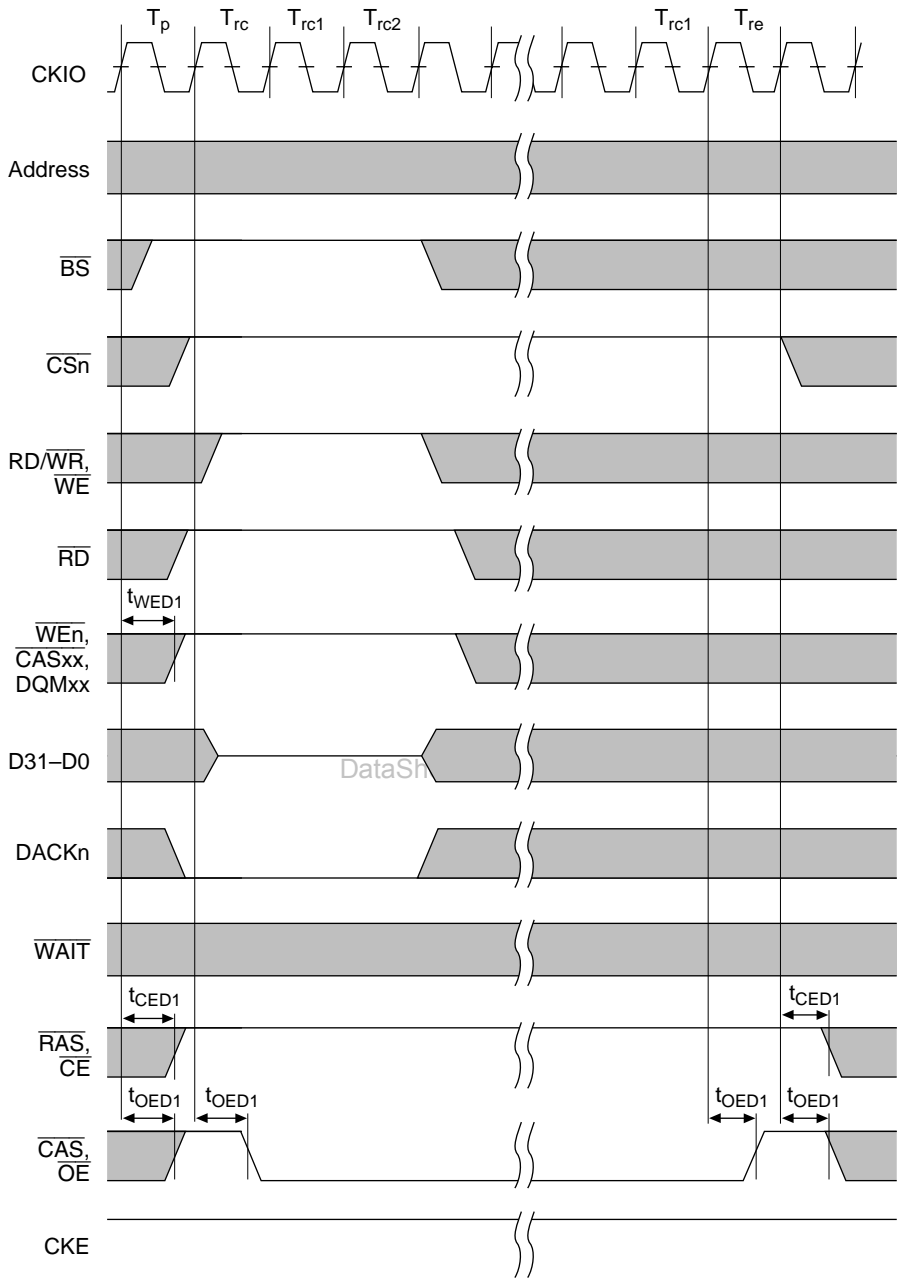 Tp Trc Trc1 Trc2 Trc1 Tre
CKIO
Address
BS
CSn
RD/WR,
WE
RD
tWED1
WEn,
CASxx,
DQMxx
D31–D0
DataSh
DACKn
WAIT
tCED1 tCED1
RAS,
CE
tOED1 tOED1 tOED1 tOED1
CAS,
OE
CKE